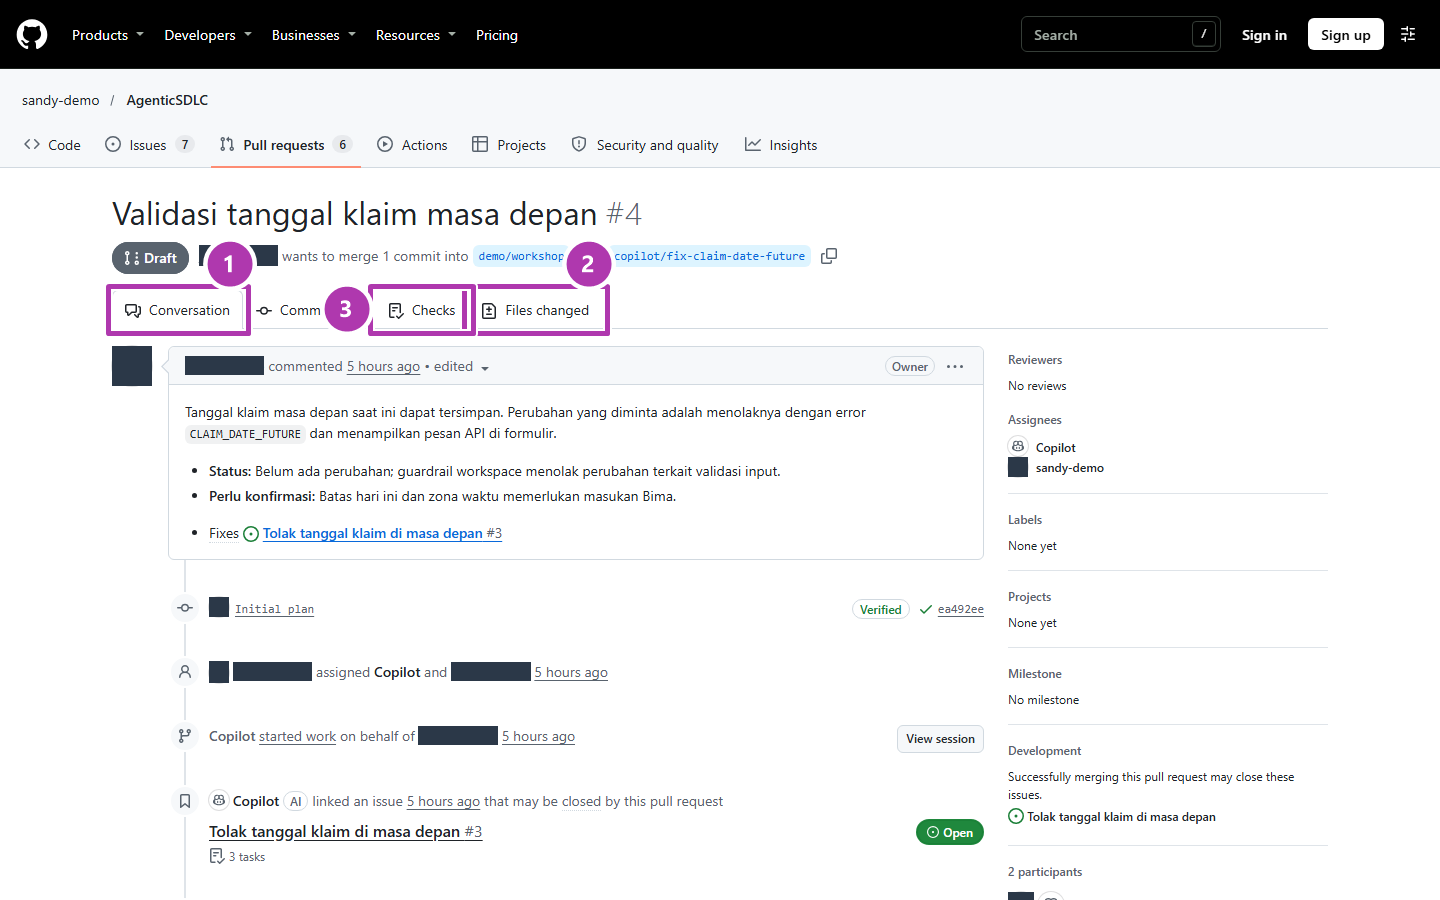 Products Developers Businesses Resources Pricing Search / Sign in Sign up
sandy-demo / AgenticSDLC
Code Issues 7 Pull requests 6 Actions Projects Security and quality Insights
Validasi tanggal klaim masa depan #4
Draft wants to merge 1 commit into demo/workshop copilot/fix-claim-date-future
1
2
3
Conversation Comm Checks Files changed
commented 5 hours ago • edited Owner
Tanggal klaim masa depan saat ini dapat tersimpan. Perubahan yang diminta adalah menolaknya dengan error
CLAIM_DATE_FUTURE dan menampilkan pesan API di formulir.
Status: Belum ada perubahan; guardrail workspace menolak perubahan terkait validasi input.
Perlu konfirmasi: Batas hari ini dan zona waktu memerlukan masukan Bima.
Fixes Tolak tanggal klaim di masa depan #3
Initial plan Verified ea492ee
assigned Copilot and 5 hours ago
Copilot started work on behalf of 5 hours ago View session
Copilot AI linked an issue 5 hours ago that may be closed by this pull request
Tolak tanggal klaim di masa depan #3 Open
3 tasks
Reviewers
No reviews
Assignees
Copilot
sandy-demo
Labels
None yet
Projects
None yet
Milestone
No milestone
Development
Successfully merging this pull request may close these
issues.
Tolak tanggal klaim di masa depan
2 participants